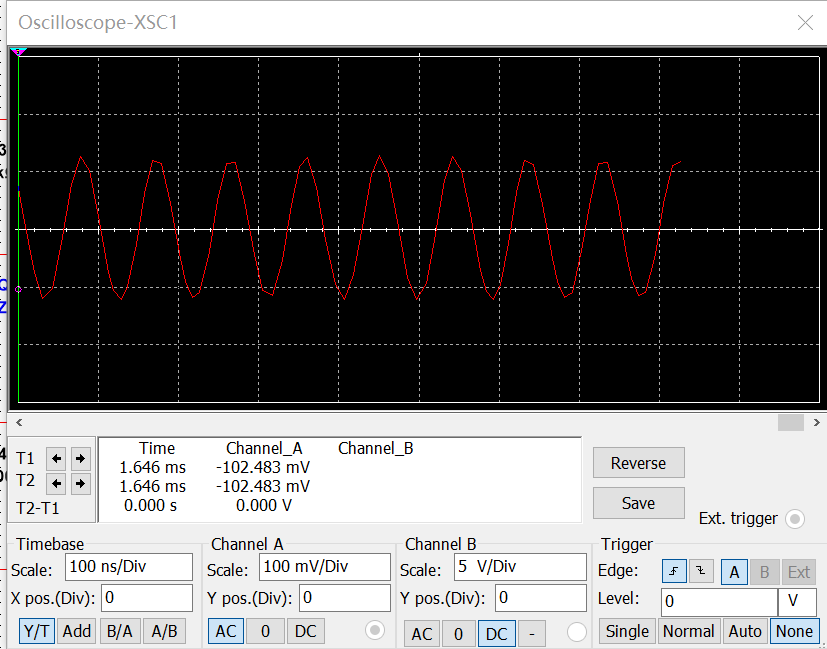 Oscilloscope-XSC1
3
Q
Z
4
T1
T2
T2-T1
Time Channel_A Channel_B
1.646 ms -102.483 mV
1.646 ms -102.483 mV
0.000 s 0.000 V
Reverse
Save
Ext. trigger
Timebase
Scale: 100 ns/Div
X pos.(Div): 0
Y/T Add B/A A/B
Channel A
Scale: 100 mV/Div
Y pos.(Div): 0
AC 0 DC
Channel B
Scale: 5 V/Div
Y pos.(Div): 0
AC 0 DC -
Trigger
Edge: A B Ext
Level: 0 V
Single Normal Auto None